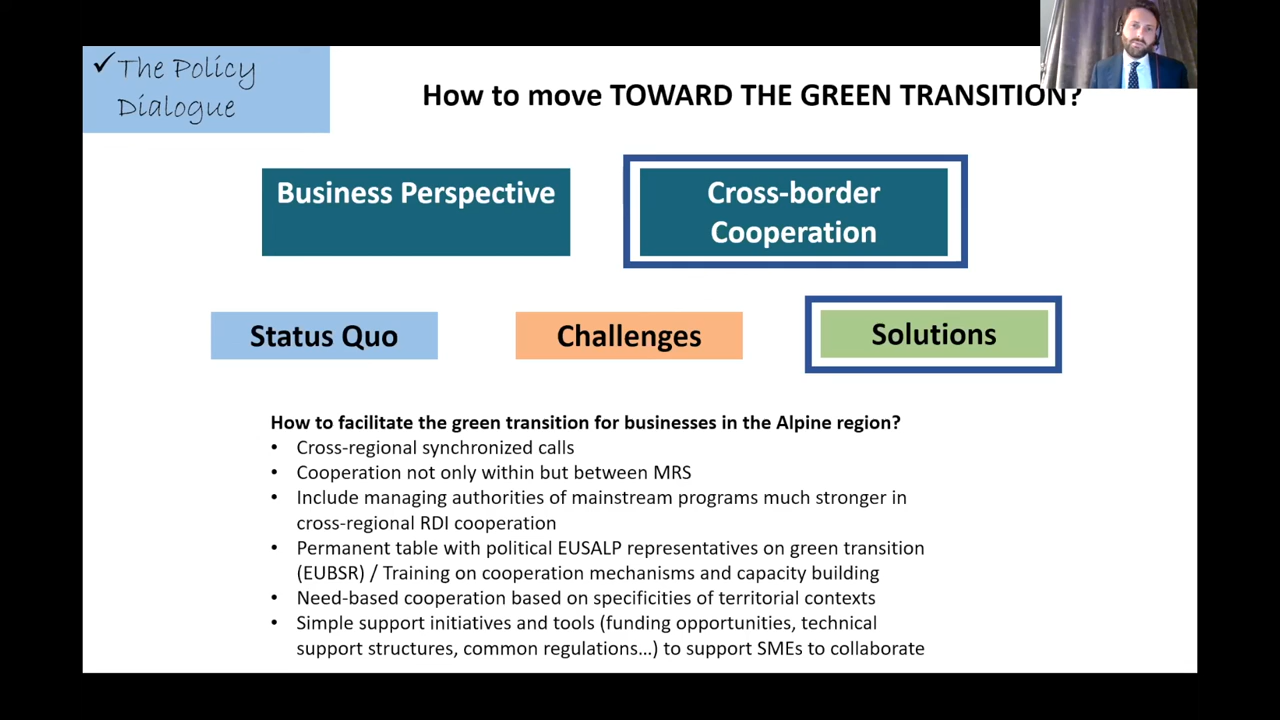 ✓The Policy
Dialogue
How to move TOWARD THE GREEN TRANSITION?
Business Perspective
Cross-border
Cooperation
Status Quo
Challenges
Solutions
How to facilitate the green transition for businesses in the Alpine region?
• Cross-regional synchronized calls
• Cooperation not only within but between MRS
• Include managing authorities of mainstream programs much stronger in
cross-regional RDI cooperation
• Permanent table with political EUSALP representatives on green transition
(EUBSR) / Training on cooperation mechanisms and capacity building
• Need-based cooperation based on specificities of territorial contexts
• Simple support initiatives and tools (funding opportunities, technical
support structures, common regulations…) to support SMEs to collaborate